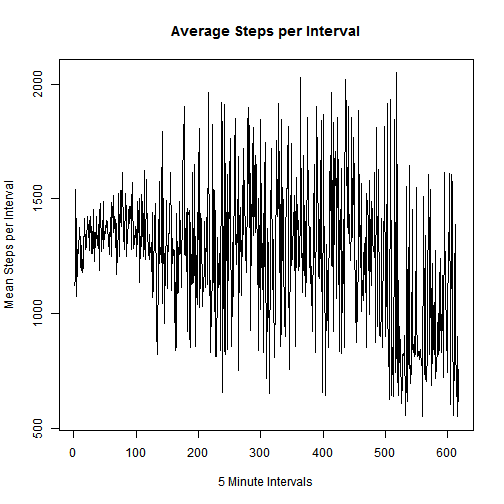 Average Steps per Interval
Mean Steps per Interval
2000
1500
1000
500
0 100 200 300 400 500 600
5 Minute Intervals